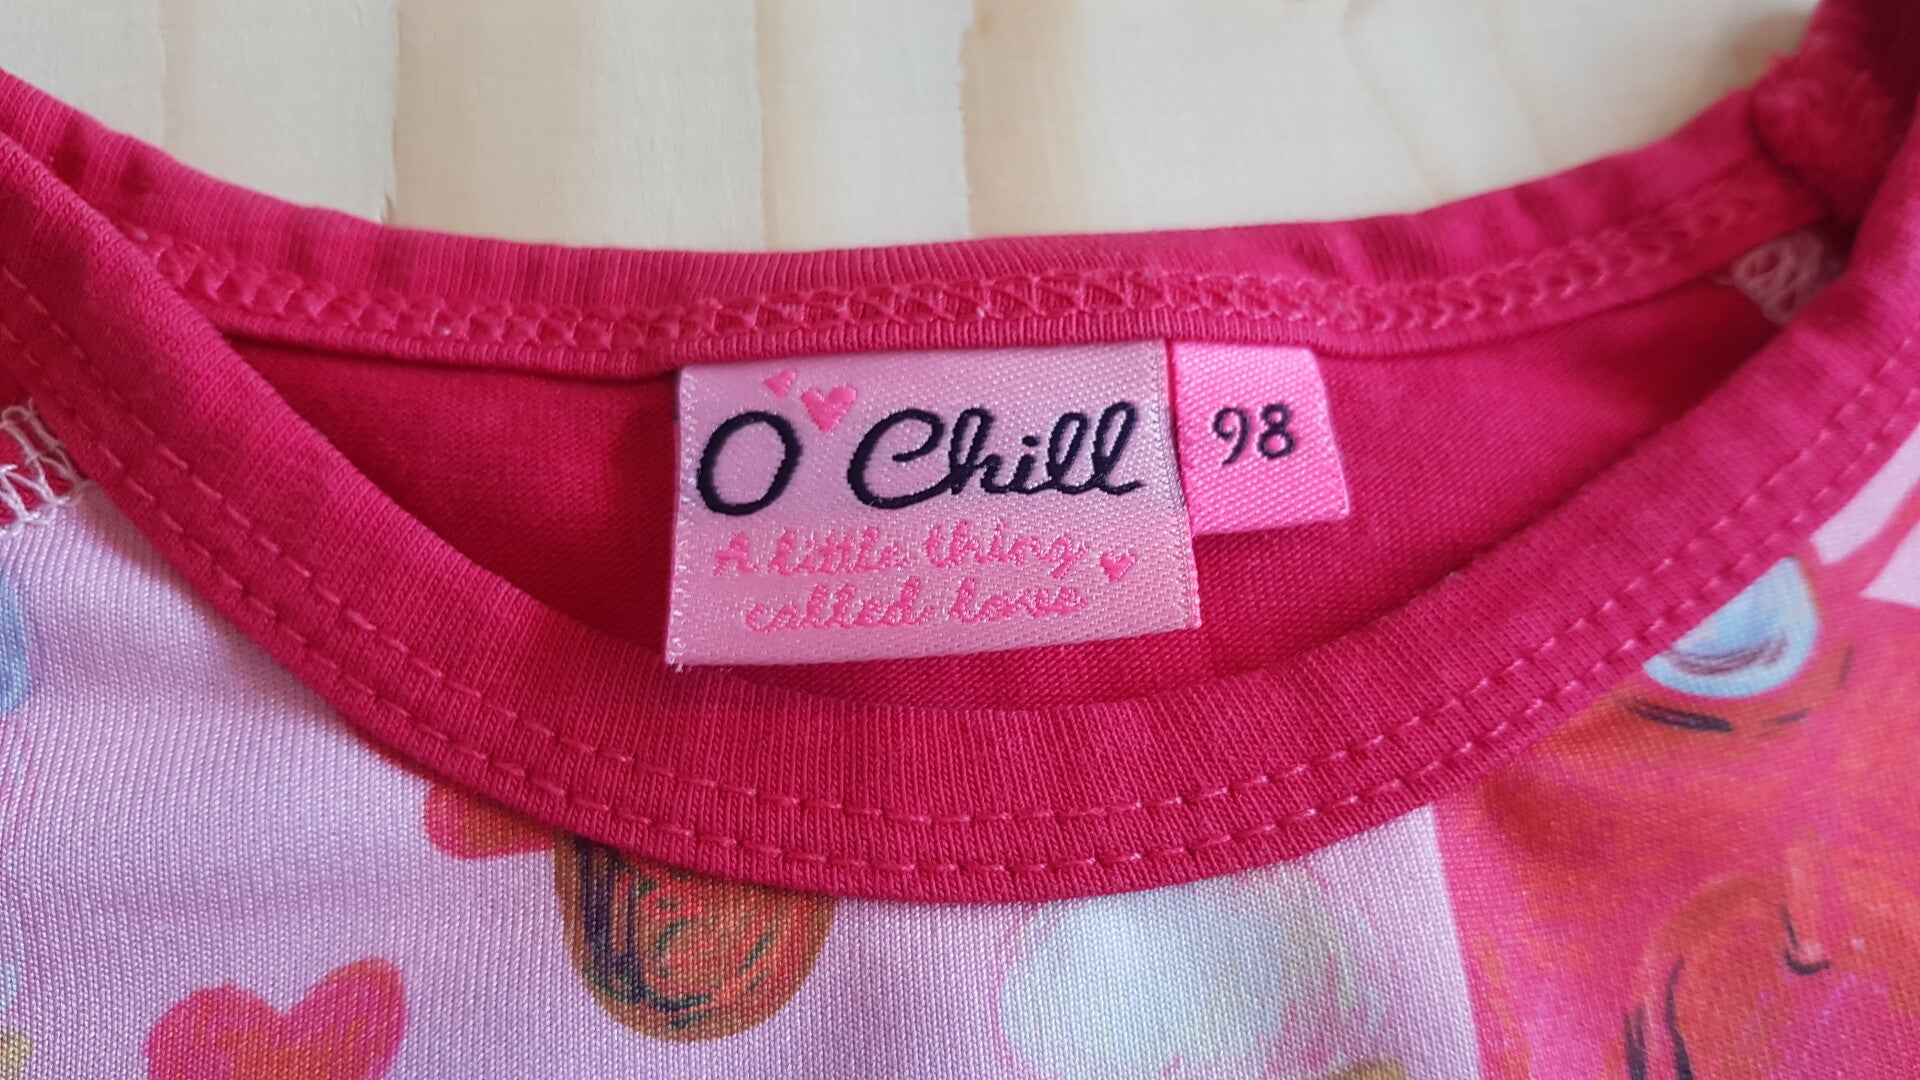 O Chill
98
A little thing
called love